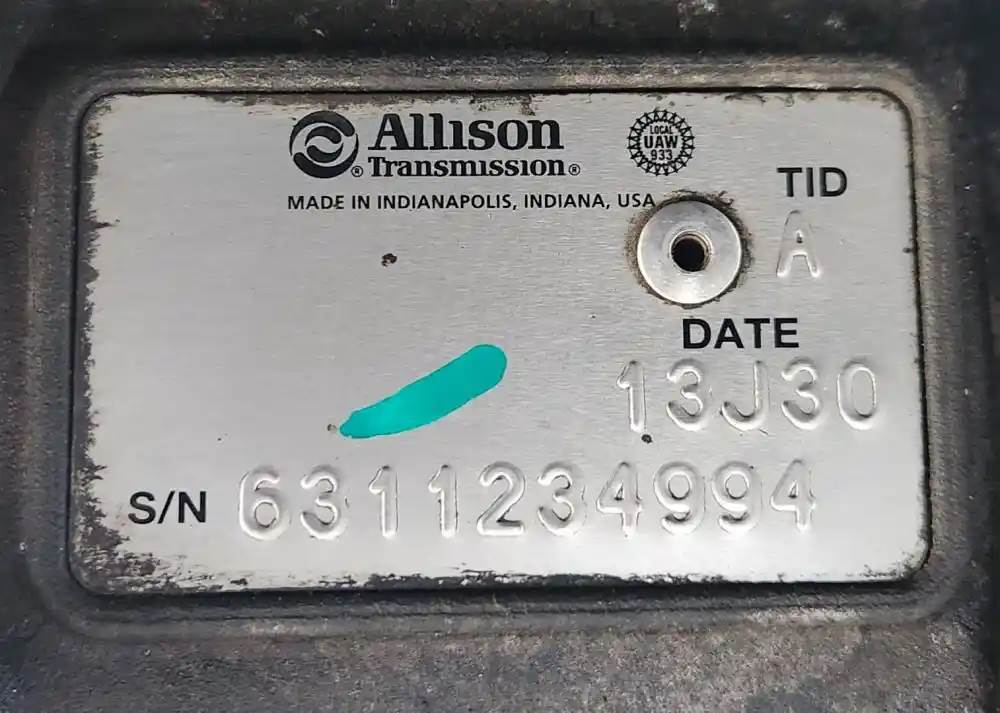 Allison
Transmission®
MADE IN INDIANAPOLIS, INDIANA, USA
LOCAL
UAW
933
TID
A
DATE
13J30
S/N 6311234994